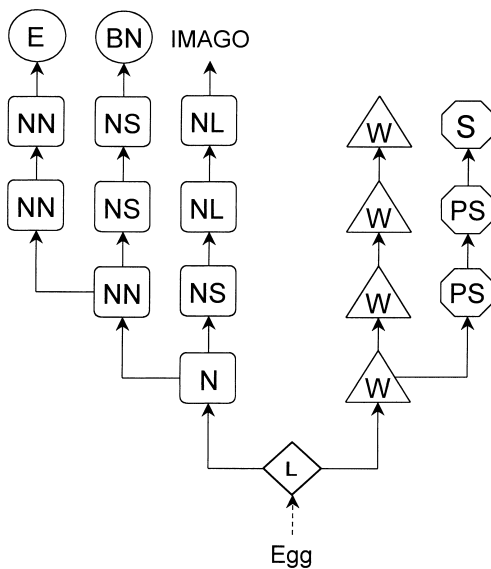 E BN IMAGO
NN NS NL W S
NN NS NL W PS
NN NS W PS
N W
L
Egg